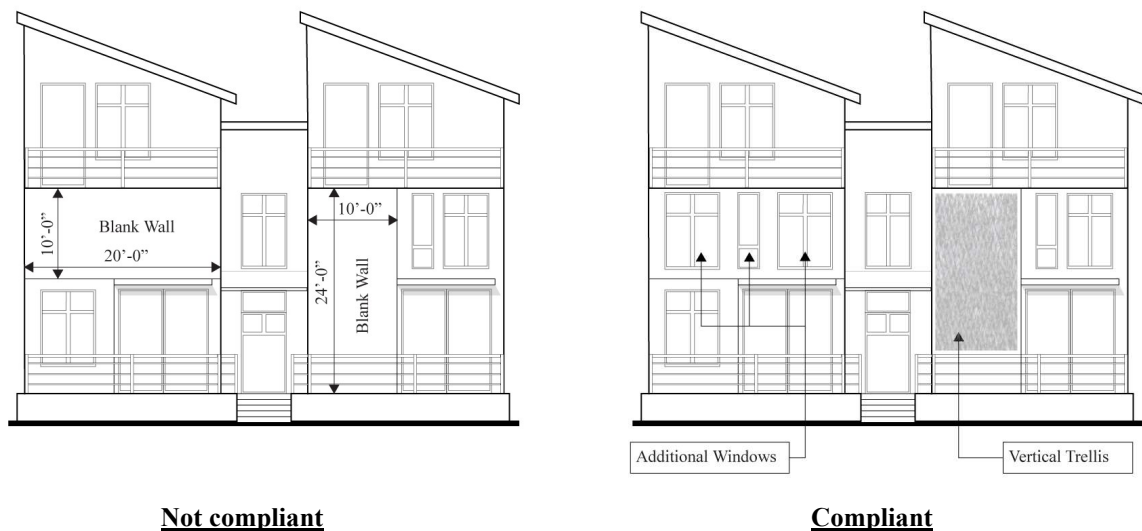 10’-0”
Blank Wall
20’-0”
10’-0”
24’-0”
Blank Wall
Additional Windows
Vertical Trellis
Not compliant
Compliant